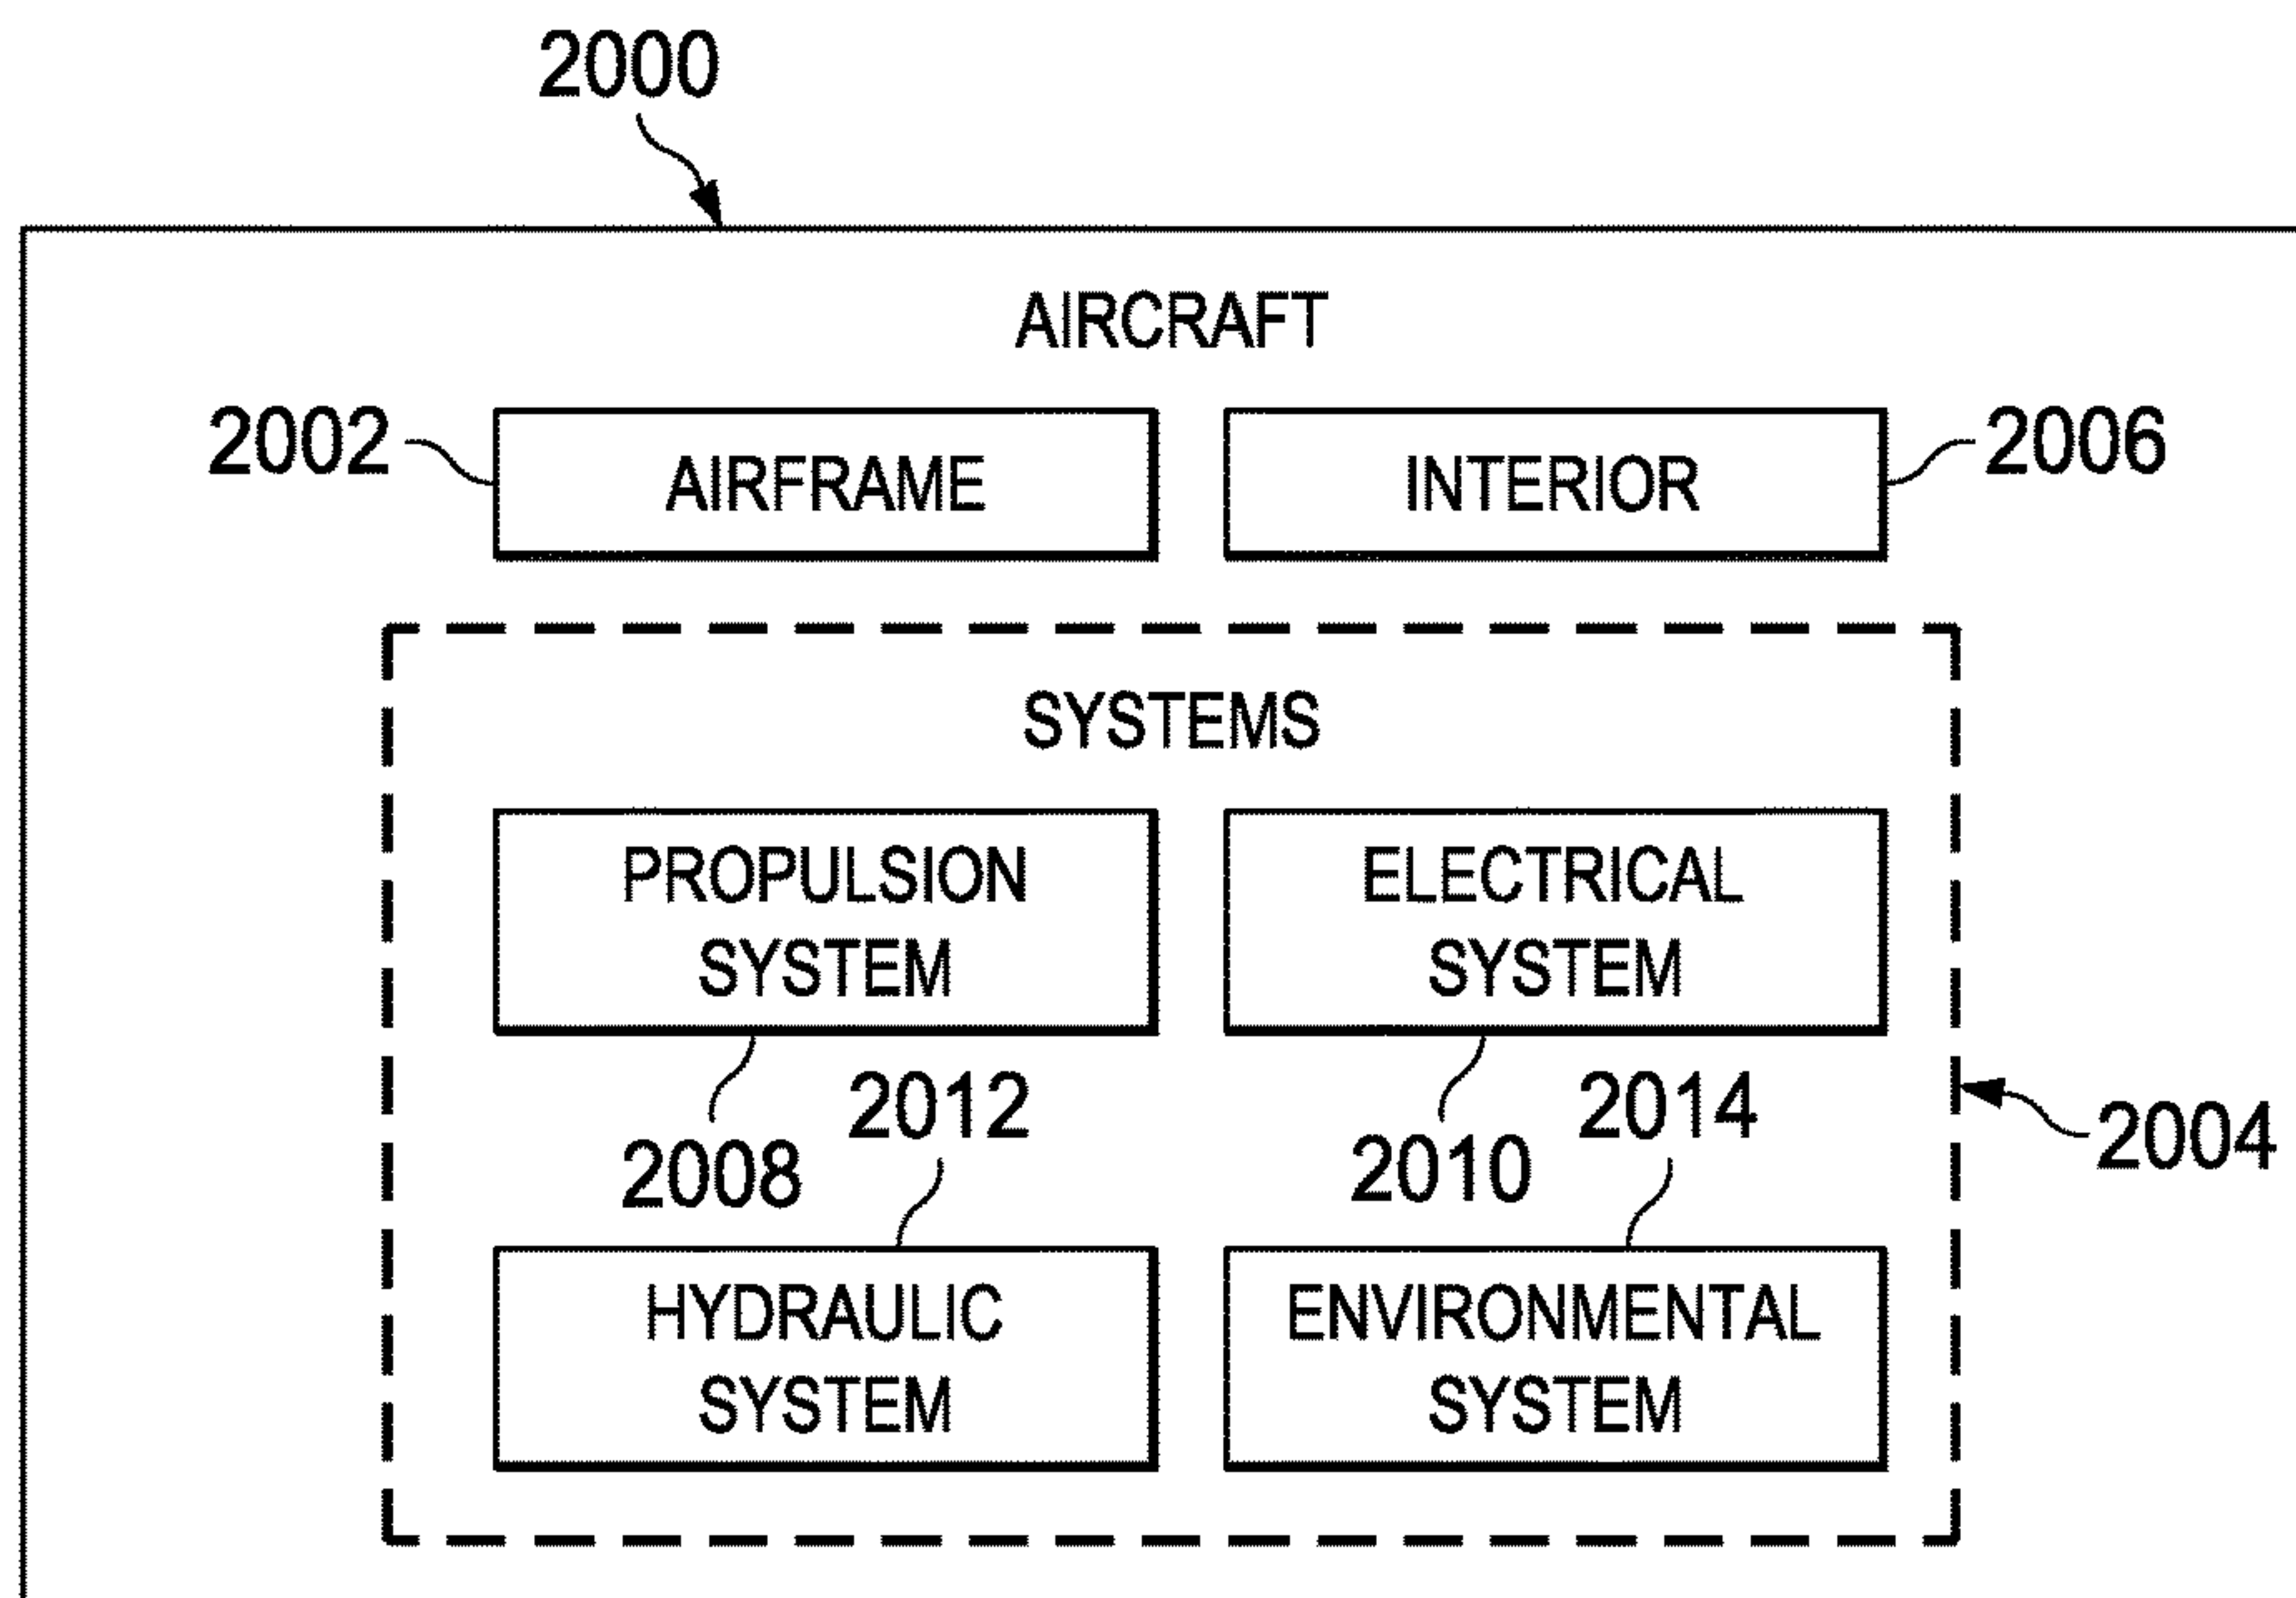 2000
AIRCRAFT
2002
AIRFRAME
INTERIOR
2006
SYSTEMS
PROPULSION
SYSTEM
ELECTRICAL
SYSTEM
2008
2012
2010
2014
2004
HYDRAULIC
SYSTEM
ENVIRONMENTAL
SYSTEM